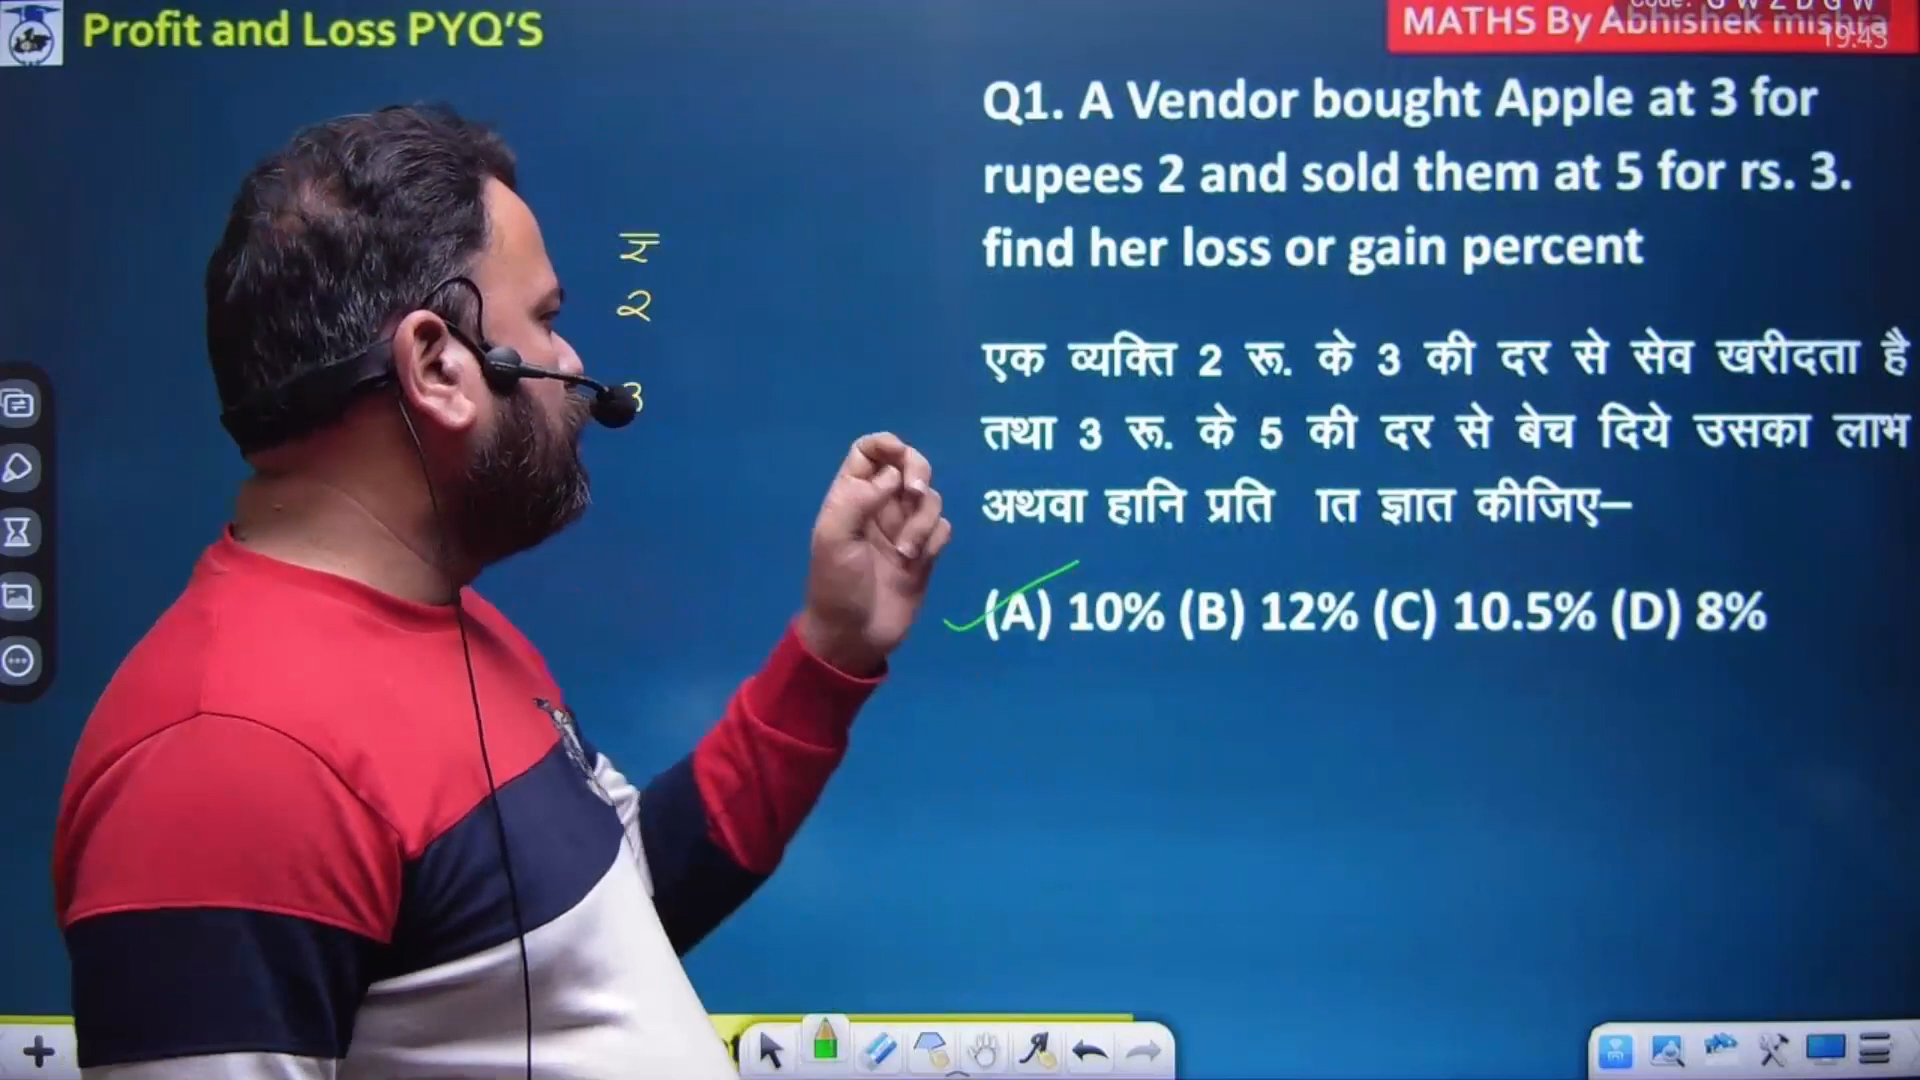 Profit and Loss PYQ'S
MATHS By Abhishek mishra
19:43
Q1. A Vendor bought Apple at 3 for
rupees 2 and sold them at 5 for rs. 3.
find her loss or gain percent
एक व्यक्ति 2 रू. के 3 की दर से सेव खरीदता है
तथा 3 रू. के 5 की दर से बेच दिये उसका लाभ
अथवा हानि प्रति ात ज्ञात कीजिए–
(A) 10% (B) 12% (C) 10.5% (D) 8%
रू
2
3